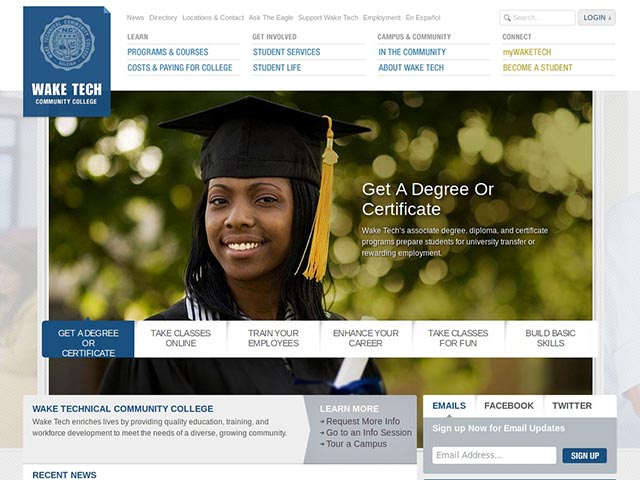 News Directory Locations & Contact Ask The Eagle Support Wake Tech Employment En Español
Search...
LOGIN
WAKE TECH
COMMUNITY COLLEGE
LEARN
PROGRAMS & COURSES
COSTS & PAYING FOR COLLEGE
GET INVOLVED
STUDENT SERVICES
STUDENT LIFE
CAMPUS & COMMUNITY
IN THE COMMUNITY
ABOUT WAKE TECH
CONNECT
myWAKETECH
BECOME A STUDENT
Get A Degree Or
Certificate
Wake Tech's associate degree, diploma, and certificate
programs prepare students for university transfer or
rewarding employment.
GET A DEGREE
OR
CERTIFICATE
TAKE CLASSES
ONLINE
TRAIN YOUR
EMPLOYEES
ENHANCE YOUR
CAREER
TAKE CLASSES
FOR FUN
BUILD BASIC
SKILLS
WAKE TECHNICAL COMMUNITY COLLEGE
Wake Tech enriches lives by providing quality education, training, and
workforce development to meet the needs of a diverse, growing community.
LEARN MORE
Request More Info
Go to an Info Session
Tour a Campus
EMAILS FACEBOOK TWITTER
Sign up Now for Email Updates
Email Address...
SIGN UP
RECENT NEWS